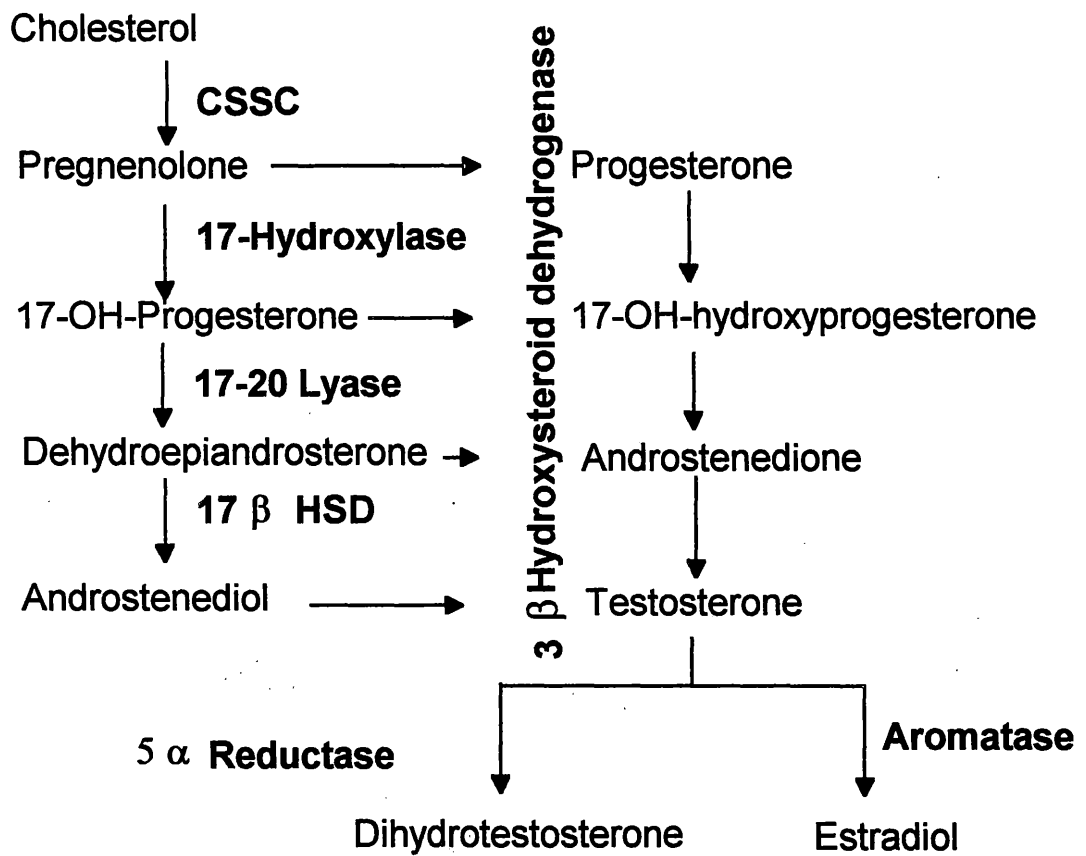 Cholesterol
CSSC
Pregnenolone
Progesterone
17-Hydroxylase
17-OH-Progesterone
17-OH-hydroxyprogesterone
17-20 Lyase
Dehydroepiandrosterone
Androstenedione
17 β HSD
Androstenediol
Testosterone
3 β Hydroxysteroid dehydrogenase
5 α Reductase
Aromatase
Dihydrotestosterone
Estradiol